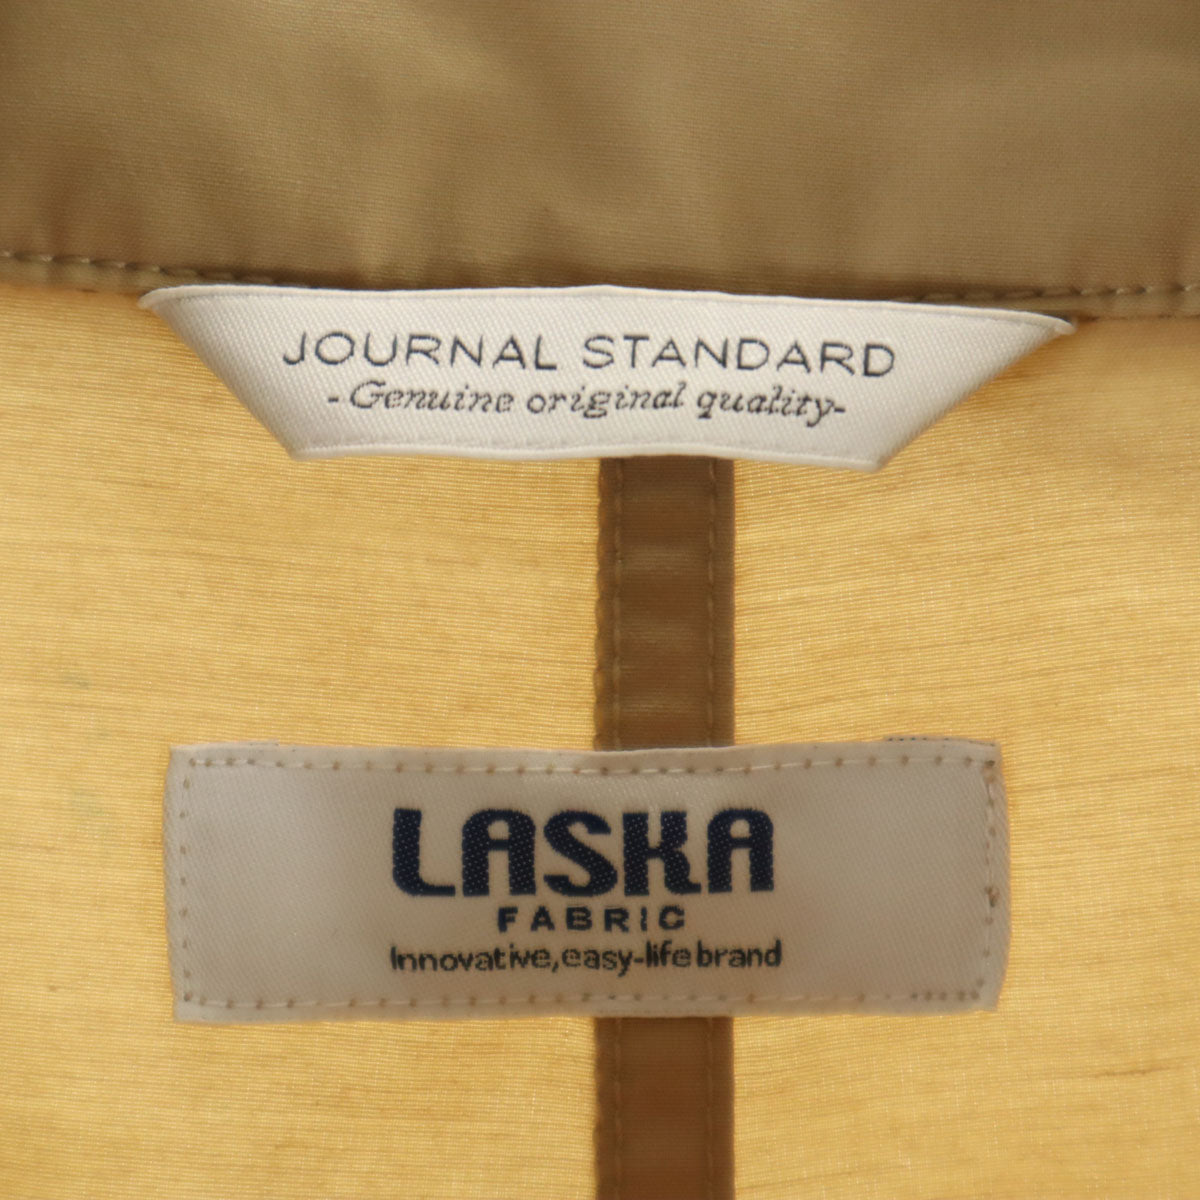 JOURNAL STANDARD
-Genuine original quality-
LASKA
FABRIC
Innovative,easy-life brand